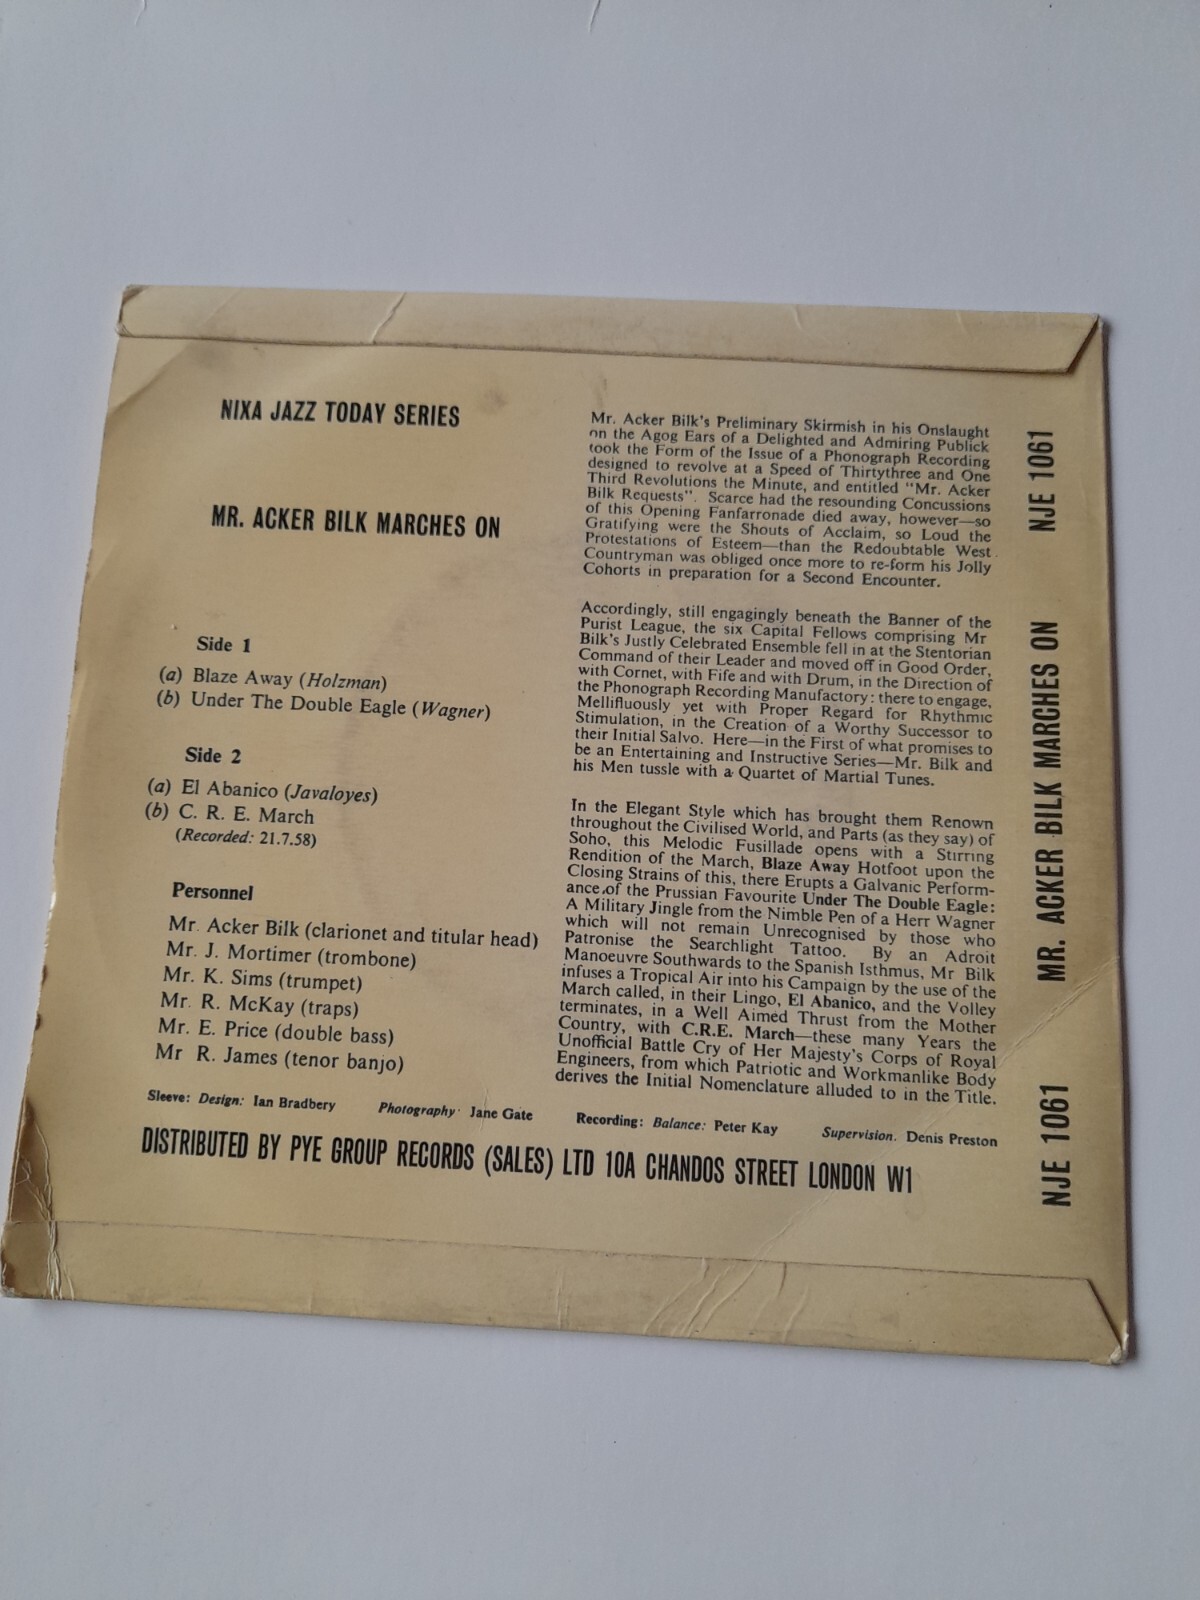 NIXA JAZZ TODAY SERIES
MR. ACKER BILK MARCHES ON
Side 1
(a) Blaze Away (Holzman)
(b) Under The Double Eagle (Wagner)
Side 2
(a) El Abanico (Javaloyes)
(b) C. R. E. March
(Recorded: 21.7.58)
Personnel
Mr. Acker Bilk (clarionet and titular head)
Mr. J. Mortimer (trombone)
Mr. K. Sims (trumpet)
Mr. R. McKay (traps)
Mr. E. Price (double bass)
Mr R. James (tenor banjo)
Mr. Acker Bilk's Preliminary Skirmish in his Onslaught
on the Agog Ears of a Delighted and Admiring Publick
took the Form of the Issue of a Phonograph Recording
designed to revolve at a Speed of Thirtythree and One
Third Revolutions the Minute, and entitled "Mr. Acker
Bilk Requests". Scarce had the resounding Concussions
of this Opening Fanfarronade died away, however—so
Gratifying were the Shouts of Acclaim, so Loud the
Protestations of Esteem—than the Redoubtable West
Countryman was obliged once more to re-form his Jolly
Cohorts in preparation for a Second Encounter.
Accordingly, still engagingly beneath the Banner of the
Purist League, the six Capital Fellows comprising Mr
Bilk's Justly Celebrated Ensemble fell in at the Stentorian
Command of their Leader and moved off in Good Order,
with Cornet, with Fife and with Drum, in the Direction of
the Phonograph Recording Manufactory: there to engage,
Mellifluously yet with Proper Regard for Rhythmic
Stimulation, in the Creation of a Worthy Successor to
their Initial Salvo. Here—in the First of what promises to
be an Entertaining and Instructive Series—Mr. Bilk and
his Men tussle with a Quartet of Martial Tunes.
In the Elegant Style which has brought them Renown
throughout the Civilised World, and Parts (as they say) of
Soho, this Melodic Fusillade opens with a Stirring
Rendition of the March, Blaze Away Hotfoot upon the
Closing Strains of this, there Erupts a Galvanic Perform-
ance of the Prussian Favourite Under The Double Eagle:
A Military Jingle from the Nimble Pen of a Herr Wagner
which will not remain Unrecognised by those who
Patronise the Searchlight Tattoo. By an Adroit
Manoeuvre Southwards to the Spanish Isthmus, Mr Bilk
infuses a Tropical Air into his Campaign by the use of the
March called, in their Lingo, El Abanico, and the Volley
terminates, in a Well Aimed Thrust from the Mother
Country, with C.R.E. March—these many Years the
Unofficial Battle Cry of Her Majesty's Corps of Royal
Engineers, from which Patriotic and Workmanlike Body
derives the Initial Nomenclature alluded to in the Title.
Sleeve: Design: Ian Bradbery Photography: Jane Gate Recording: Balance: Peter Kay Supervision. Denis Preston
DISTRIBUTED BY PYE GROUP RECORDS (SALES) LTD 10A CHANDOS STREET LONDON W1
NJE 1061 MR. ACKER BILK MARCHES ON NJE 1061